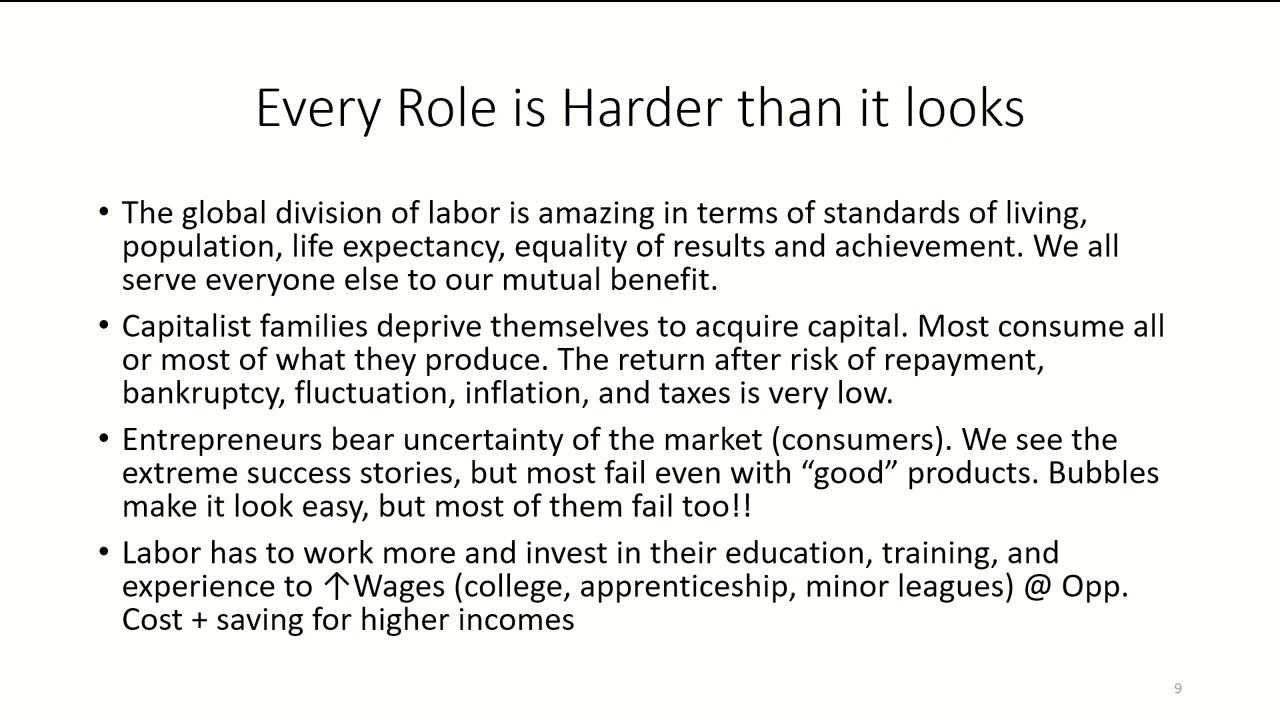 Every Role is Harder than it looks
• The global division of labor is amazing in terms of standards of living,
population, life expectancy, equality of results and achievement. We all
serve everyone else to our mutual benefit.
• Capitalist families deprive themselves to acquire capital. Most consume all
or most of what they produce. The return after risk of repayment,
bankruptcy, fluctuation, inflation, and taxes is very low.
• Entrepreneurs bear uncertainty of the market (consumers). We see the
extreme success stories, but most fail even with “good” products. Bubbles
make it look easy, but most of them fail too!!
• Labor has to work more and invest in their education, training, and
experience to ↑Wages (college, apprenticeship, minor leagues) @ Opp.
Cost + saving for higher incomes
9